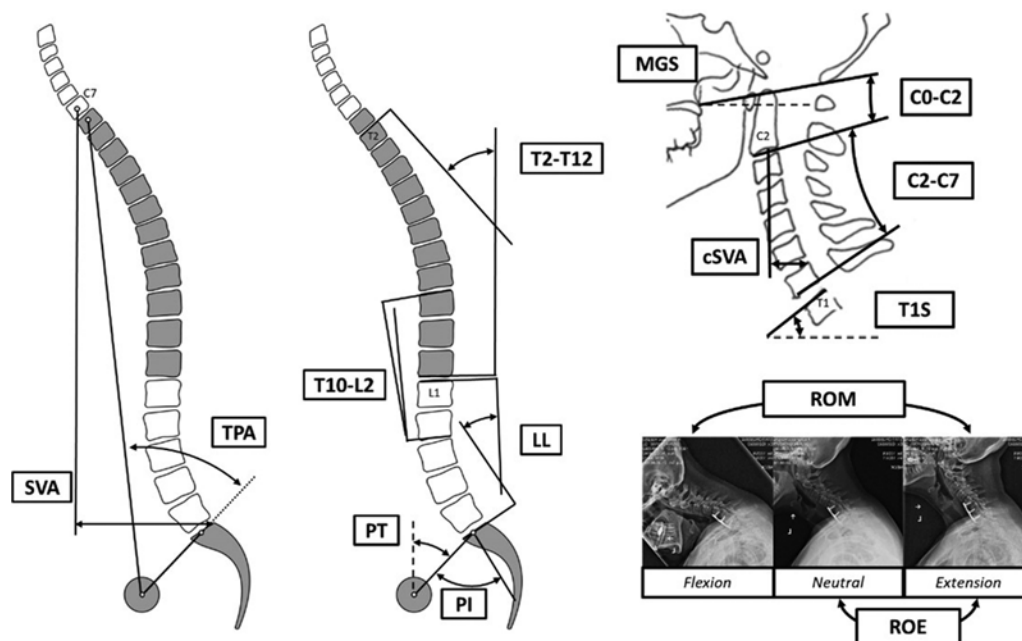 C7
SVA
TPA
T2
T2-T12
T10-L2
L1
LL
PT
PI
MGS
C0-C2
C2
C2-C7
cSVA
T1
T1S
ROM
Flexion
Neutral
Extension
ROE